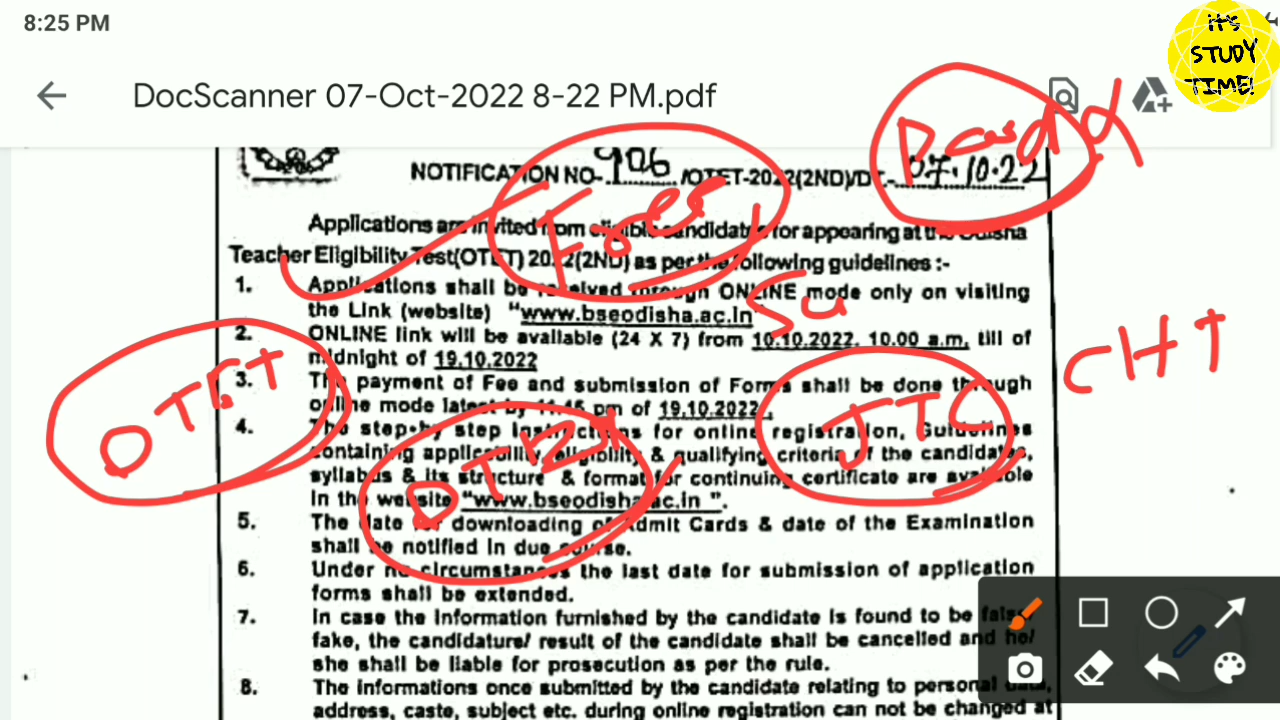 8:25 PM
IT'S
STUDY
TIME!
DocScanner 07-Oct-2022 8-22 PM.pdf
NOTIFICATION NO-906/OTET-2022(2ND)/DT-07.10.22
Applications are invited from eligible candidates for appearing at the Odisha
Teacher Eligibility Test(OTET) 2022(2ND) as per the following guidelines :-
1. Applications shall be received through ONLINE mode only on visiting
the Link (website) "www.bseodisha.ac.in"
2. ONLINE link will be available (24 X 7) from 10.10.2022, 10.00 a.m. till of
midnight of 19.10.2022
3. The payment of Fee and submission of Forms shall be done through
online mode latest by 11.45 pm of 19.10.2022.
4. The step-by step instructions for online registration, Guidelines
containing applicability, eligibility & qualifying criteria of the candidates,
syllabus & its structure & format for continuing certificate are available
in the website "www.bseodisha.ac.in ".
5. The date for downloading of Admit Cards & date of the Examination
shall be notified in due course.
6. Under no circumstances the last date for submission of application
forms shall be extended.
7. In case the Information furnished by the candidate is found to be false/
fake, the candidature/ result of the candidate shall be cancelled and he/
she shall be liable for prosecution as per the rule.
8. The Informations once submitted by the candidate relating to personal data,
address, caste, subject etc. during online registration can not be changed at
Su
CHT
OTET
JTC